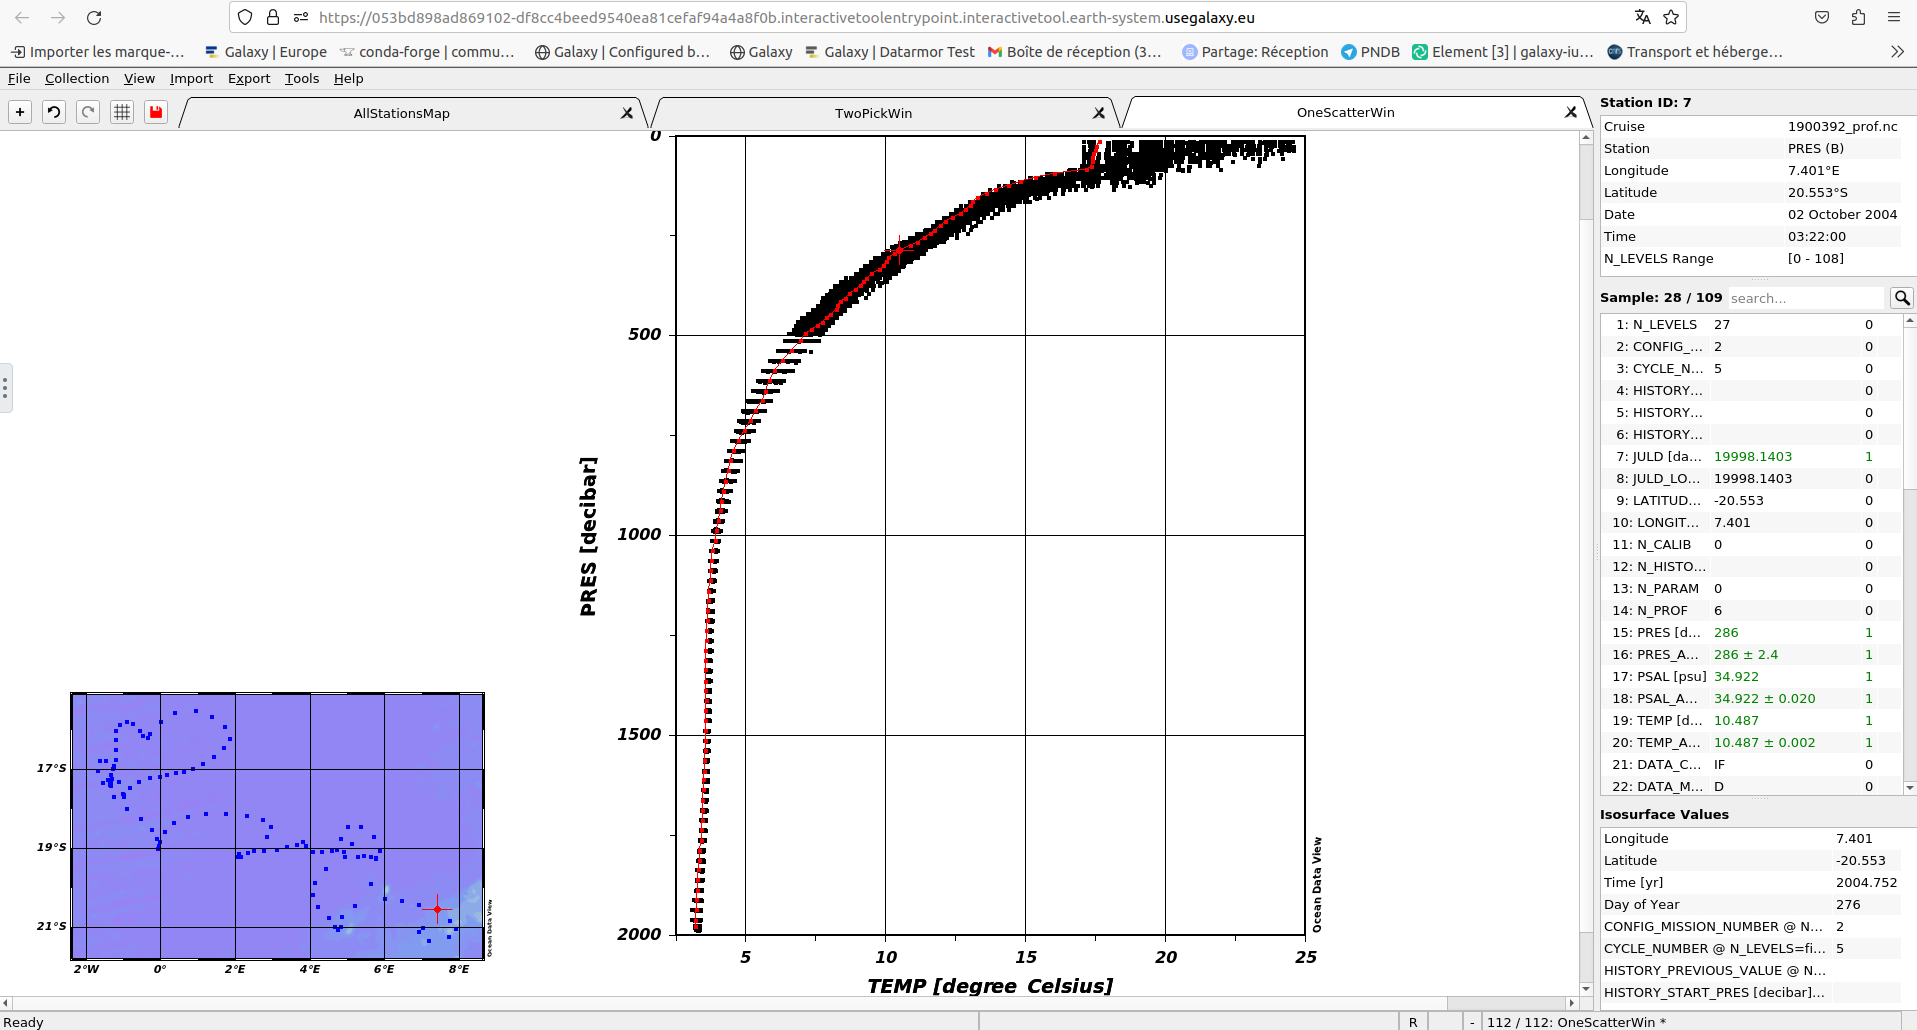 https://053bd898ad869102-df8cc4beed9540ea81cefaf94a4a8f0b.interactivetoolentrypoint.interactivetool.earth-system.usegalaxy.eu
Importer les marque-… Galaxy | Europe conda-forge | commu… Galaxy | Configured b… Galaxy Galaxy | Datarmor Test Boîte de réception (3… Partage: Réception PNDB Element [3] | galaxy-iu… Transport et héberge…
File Collection View Import Export Tools Help
AllStationsMap TwoPickWin OneScatterWin
Station ID: 7
Cruise 1900392_prof.nc
Station PRES (B)
Longitude 7.401°E
Latitude 20.553°S
Date 02 October 2004
Time 03:22:00
N_LEVELS Range [0 - 108]
Sample: 28 / 109 search...
1: N_LEVELS 27 0
2: CONFIG_... 2 0
3: CYCLE_N... 5 0
4: HISTORY... 0
5: HISTORY... 0
6: HISTORY... 0
7: JULD [da... 19998.1403 1
8: JULD_LO... 19998.1403 0
9: LATITUD... -20.553 0
10: LONGIT... 7.401 0
11: N_CALIB 0 0
12: N_HISTO... 0
13: N_PARAM 0 0
14: N_PROF 6 0
15: PRES [d... 286 1
16: PRES_A... 286 ± 2.4 1
17: PSAL [psu] 34.922 1
18: PSAL_A... 34.922 ± 0.020 1
19: TEMP [d... 10.487 1
20: TEMP_A... 10.487 ± 0.002 1
21: DATA_C... IF 0
22: DATA_M... D 0
Isosurface Values
Longitude 7.401
Latitude -20.553
Time [yr] 2004.752
Day of Year 276
CONFIG_MISSION_NUMBER @ N... 2
CYCLE_NUMBER @ N_LEVELS=fi... 5
HISTORY_PREVIOUS_VALUE @ N...
HISTORY_START_PRES [decibar]...
0
500
1000
1500
2000
PRES [decibar]
5 10 15 20 25
TEMP [degree Celsius]
Ocean Data View
17°S
19°S
21°S
2°W 0° 2°E 4°E 6°E 8°E
Ocean Data View
Ready R - 112 / 112: OneScatterWin *